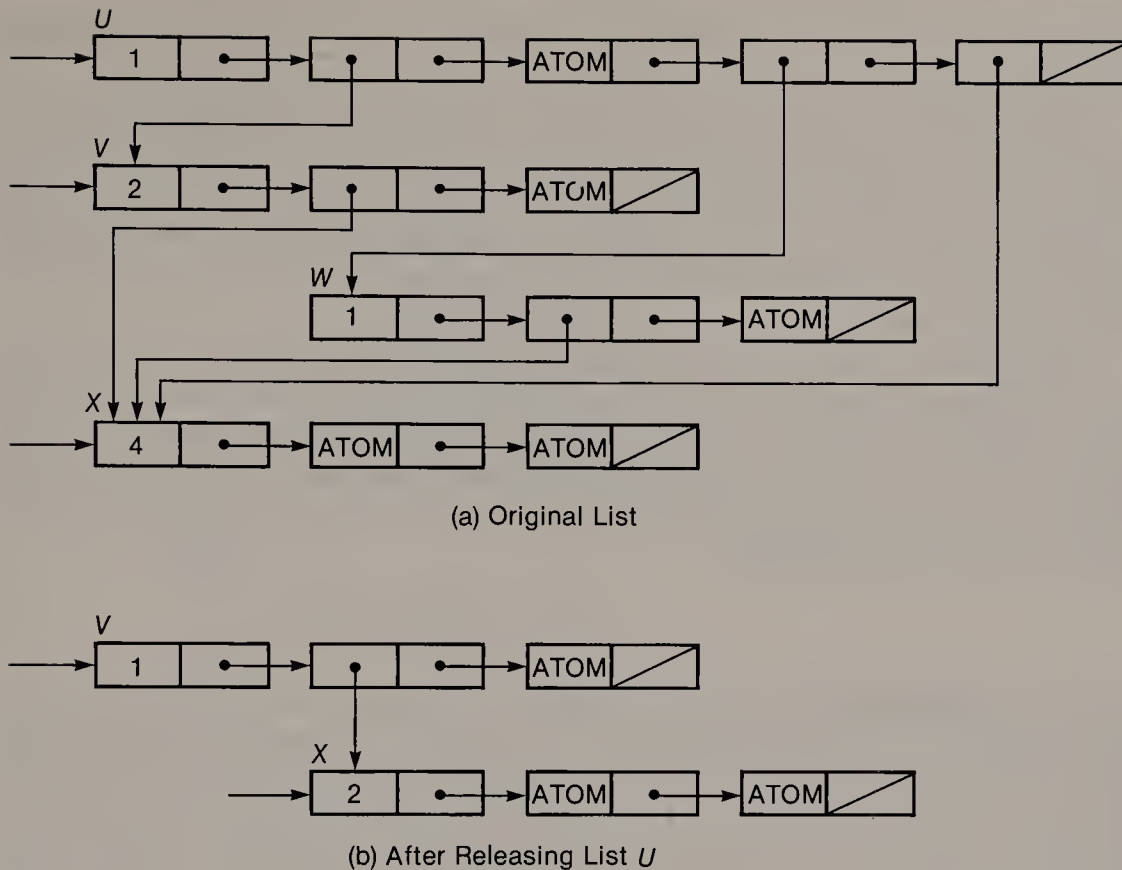 U
1 ATOM
V
2 ATOM
W
1 ATOM
X
4 ATOM ATOM
(a) Original List
V
1 ATOM
X
2 ATOM ATOM
(b) After Releasing List U